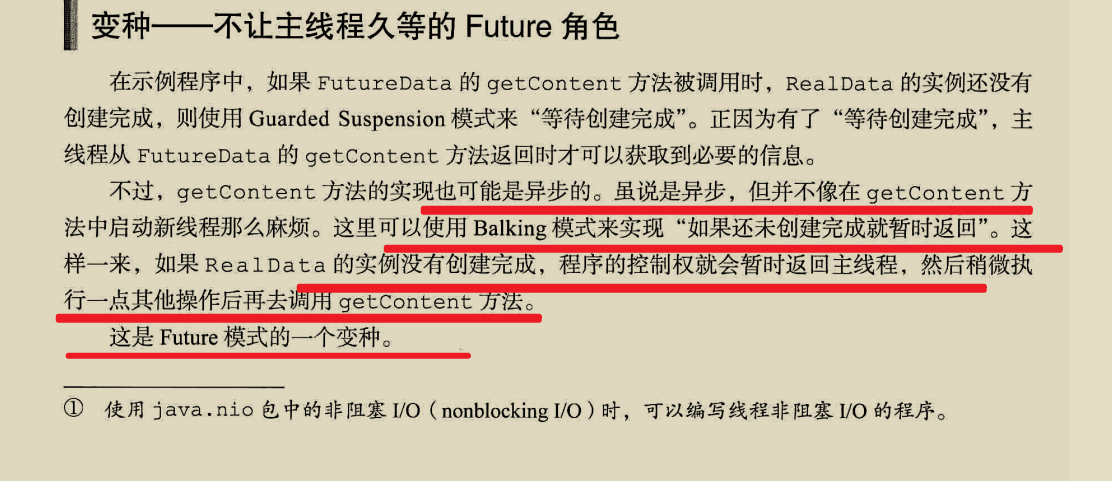 变种——不让主线程久等的 Future 角色
在示例程序中，如果 FutureData 的 getContent 方法被调用时，RealData 的实例还没有
创建完成，则使用 Guarded Suspension 模式来“等待创建完成”。正因为有了“等待创建完成”，主
线程从 FutureData 的 getContent 方法返回时才可以获取到必要的信息。
不过，getContent 方法的实现也可能是异步的。虽说是异步，但并不像在 getContent 方
法中启动新线程那么麻烦。这里可以使用 Balking 模式来实现“如果还未创建完成就暂时返回”。这
样一来，如果 RealData 的实例没有创建完成，程序的控制权就会暂时返回主线程，然后稍微执
行一点其他操作后再去调用 getContent 方法。
这是 Future 模式的一个变种。
① 使用 java.nio 包中的非阻塞 I/O（nonblocking I/O）时，可以编写线程非阻塞 I/O 的程序。